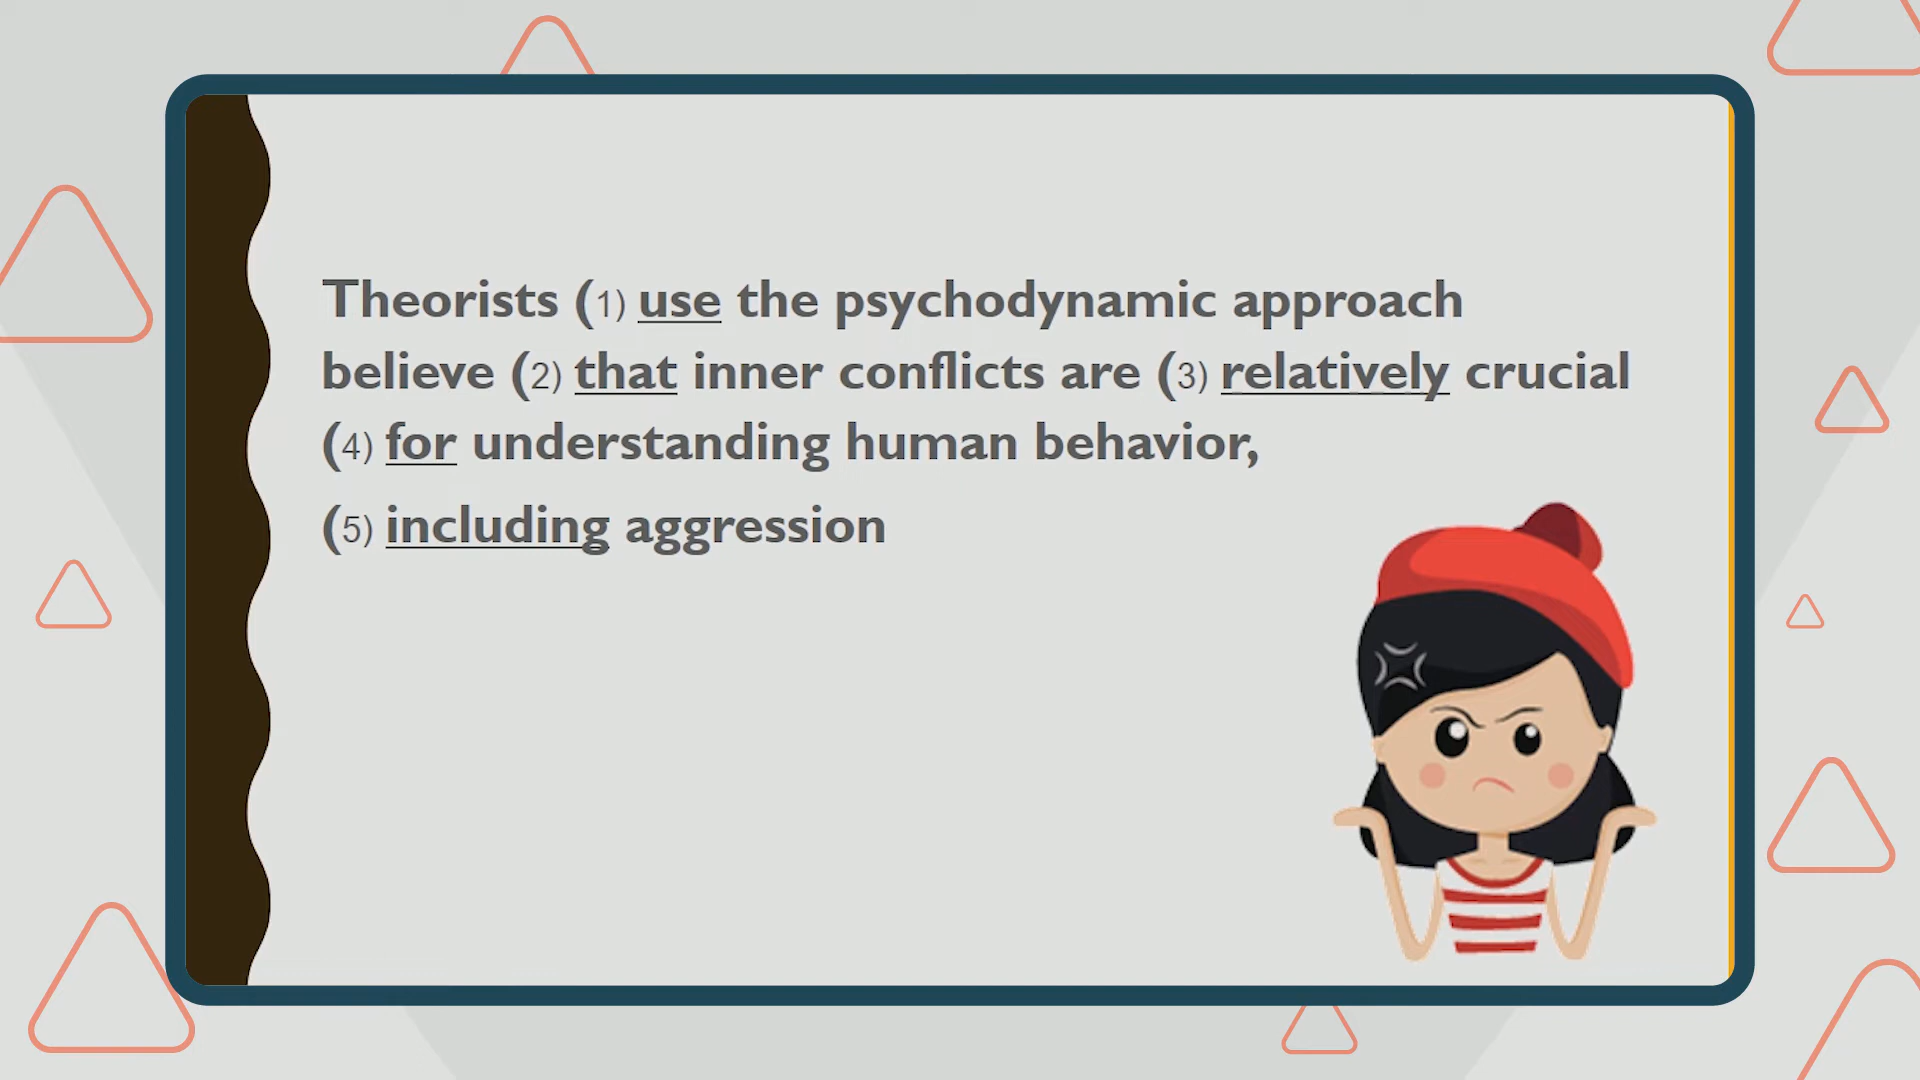 Theorists (1) use the psychodynamic approach
believe (2) that inner conflicts are (3) relatively crucial
(4) for understanding human behavior,
(5) including aggression